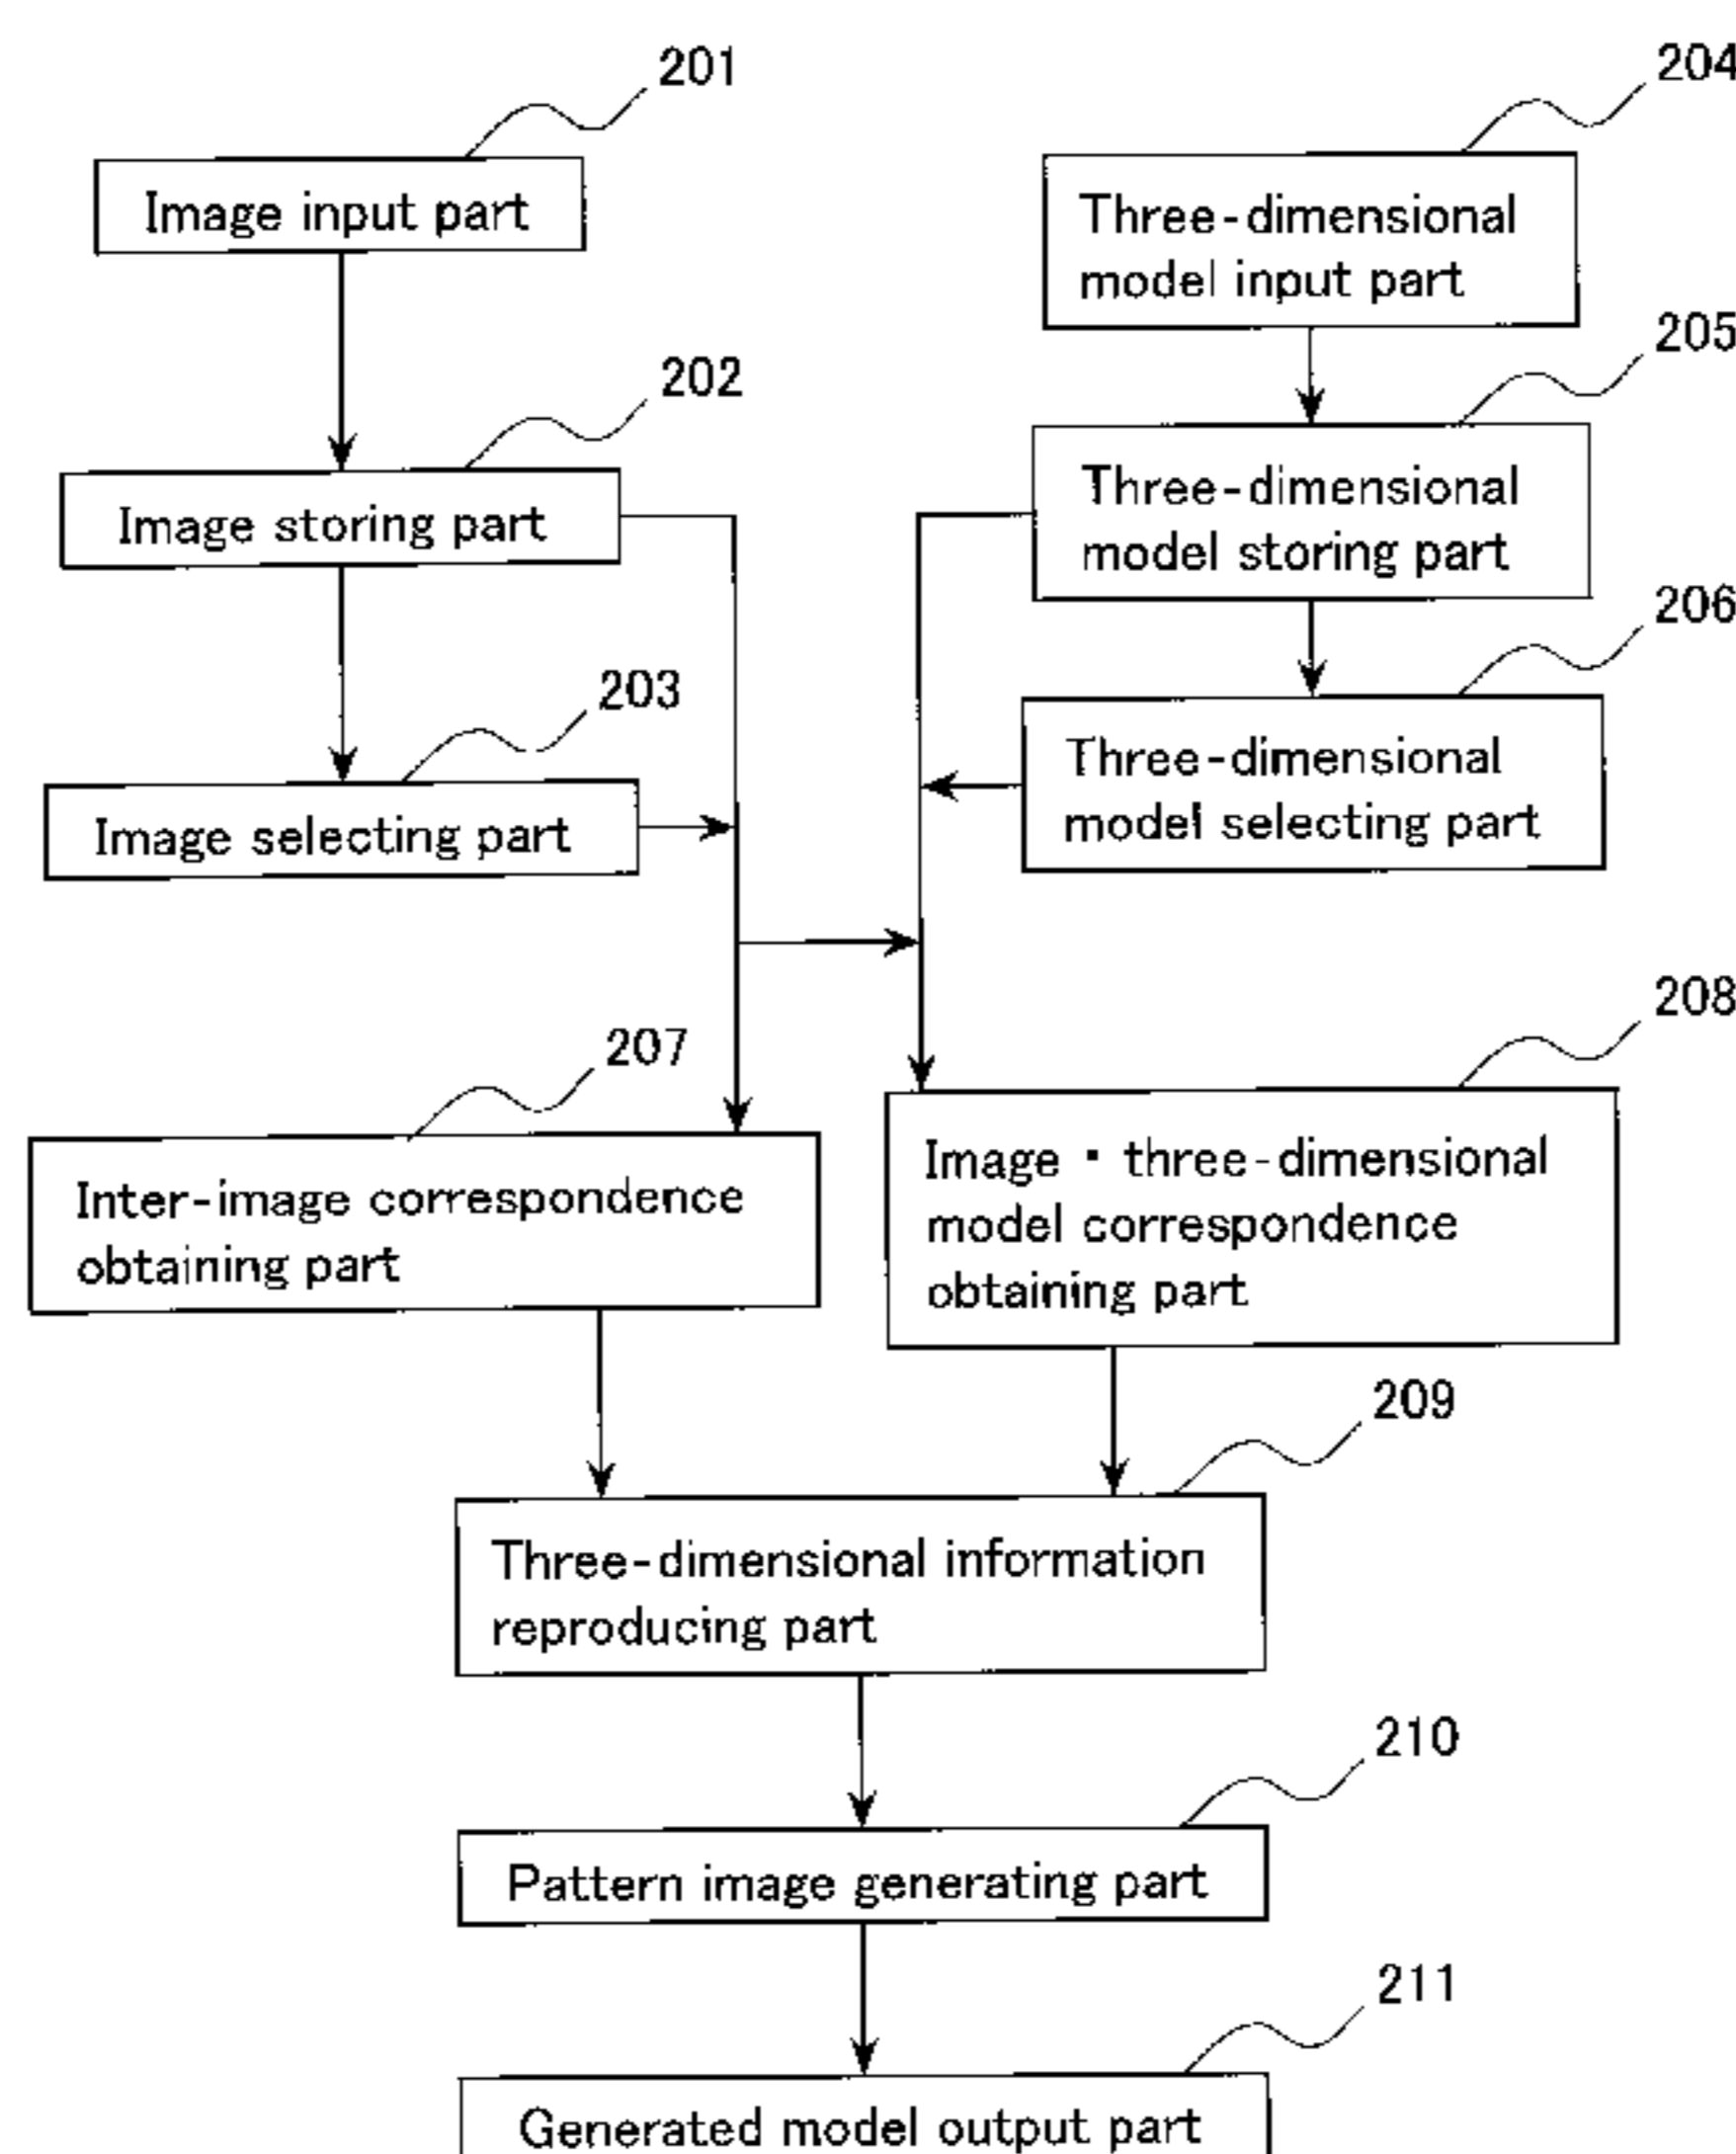 201
Image input part
204
Three-dimensional
model input part
202
Image storing part
205
Three-dimensional
model storing part
203
Image selecting part
206
Three-dimensional
model selecting part
207
Inter-image correspondence
obtaining part
208
Image・three-dimensional
model correspondence
obtaining part
209
Three-dimensional information
reproducing part
210
Pattern image generating part
211
Generated model output part